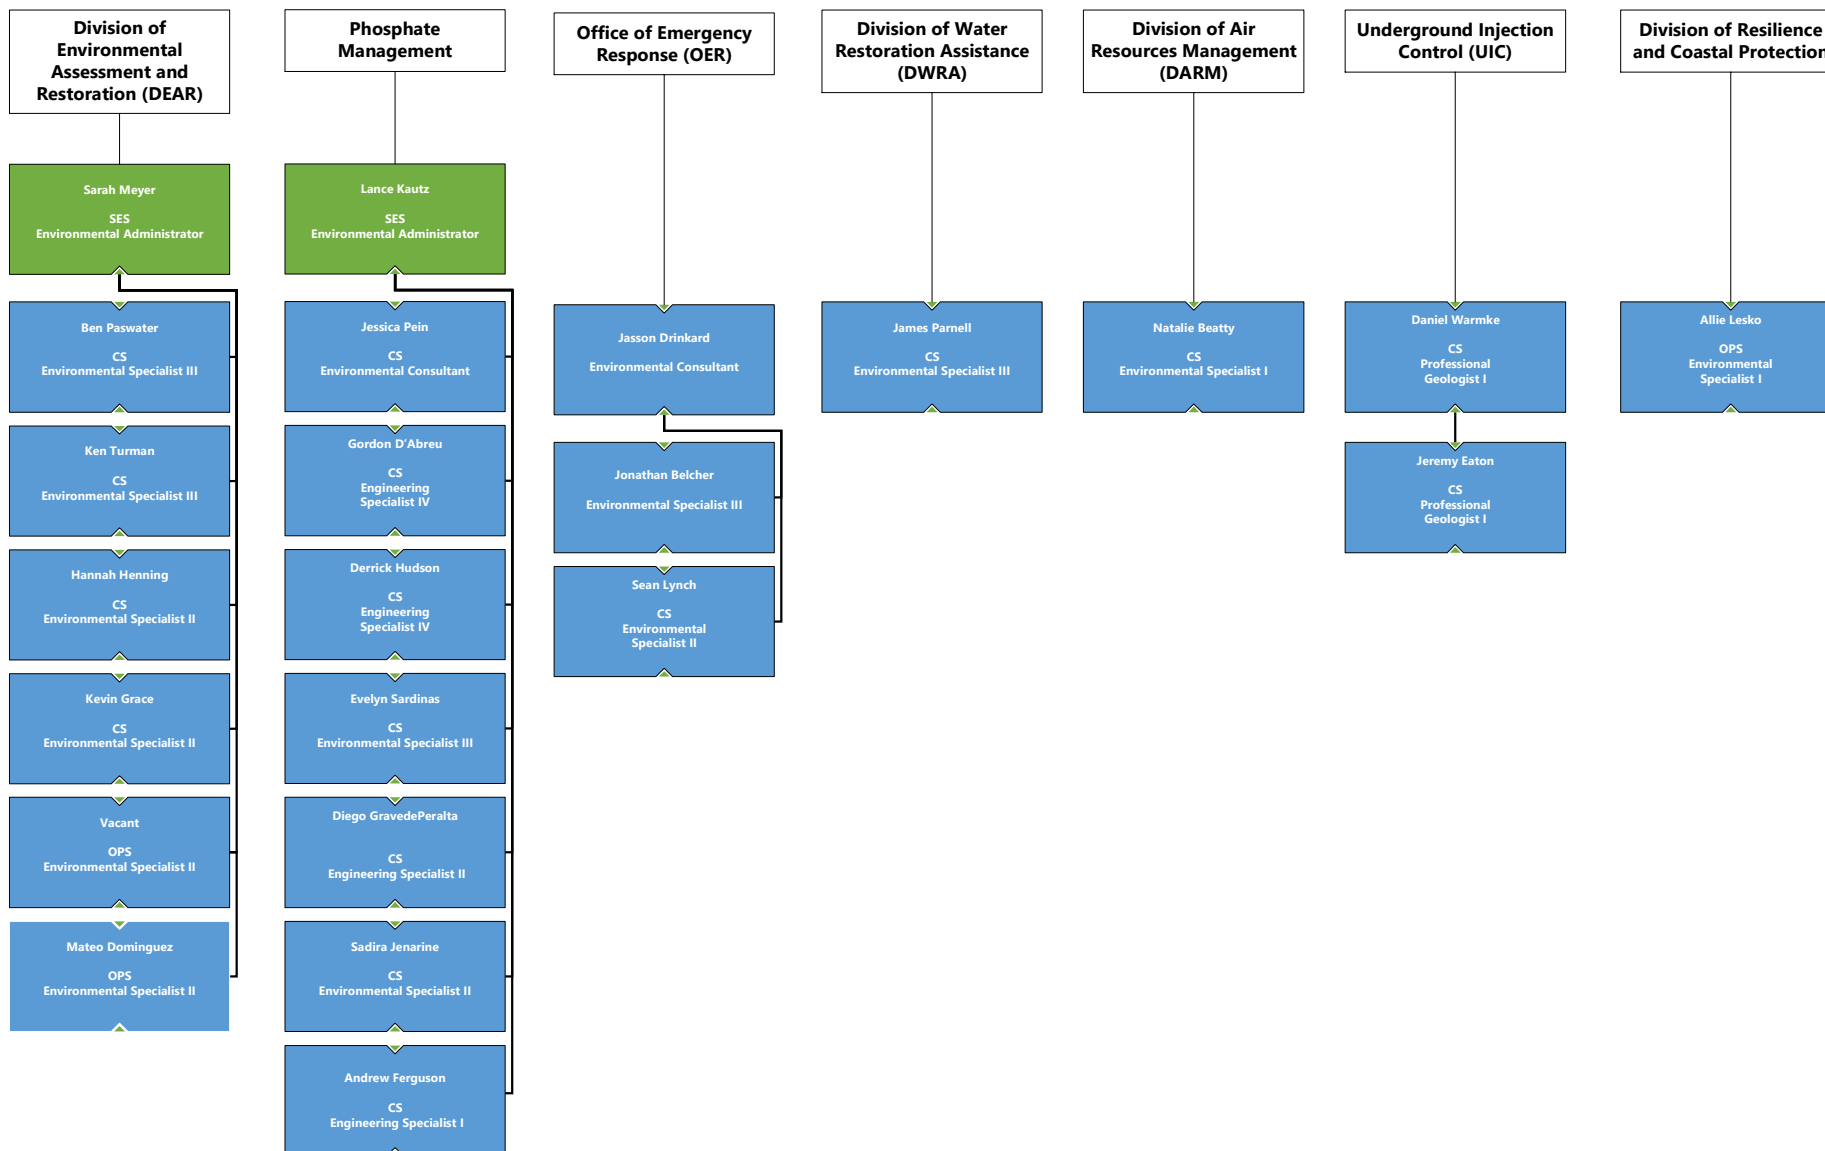 Division of
Environmental
Assessment and
Restoration (DEAR)
Sarah Meyer
SES
Environmental Administrator
Ben Paswater
CS
Environmental Specialist III
Ken Turman
CS
Environmental Specialist III
Hannah Henning
CS
Environmental Specialist II
Kevin Grace
CS
Environmental Specialist II
Vacant
OPS
Environmental Specialist II
Mateo Dominguez
OPS
Environmental Specialist II
Phosphate
Management
Lance Kautz
SES
Environmental Administrator
Jessica Pein
CS
Environmental Consultant
Gordon D'Abreu
CS
Engineering
Specialist IV
Derrick Hudson
CS
Engineering
Specialist IV
Evelyn Sardinas
CS
Environmental Specialist III
Diego GravedePeralta
CS
Engineering Specialist II
Sadira Jenarine
CS
Environmental Specialist II
Andrew Ferguson
CS
Engineering Specialist I
Office of Emergency
Response (OER)
Jasson Drinkard
Environmental Consultant
Jonathan Belcher
Environmental Specialist III
Sean Lynch
CS
Environmental
Specialist II
Division of Water
Restoration Assistance
(DWRA)
James Parnell
CS
Environmental Specialist III
Division of Air
Resources Management
(DARM)
Natalie Beatty
CS
Environmental Specialist I
Underground Injection
Control (UIC)
Daniel Warmke
CS
Professional
Geologist I
Jeremy Eaton
CS
Professional
Geologist I
Division of Resilience
and Coastal Protection
Allie Lesko
OPS
Environmental
Specialist I